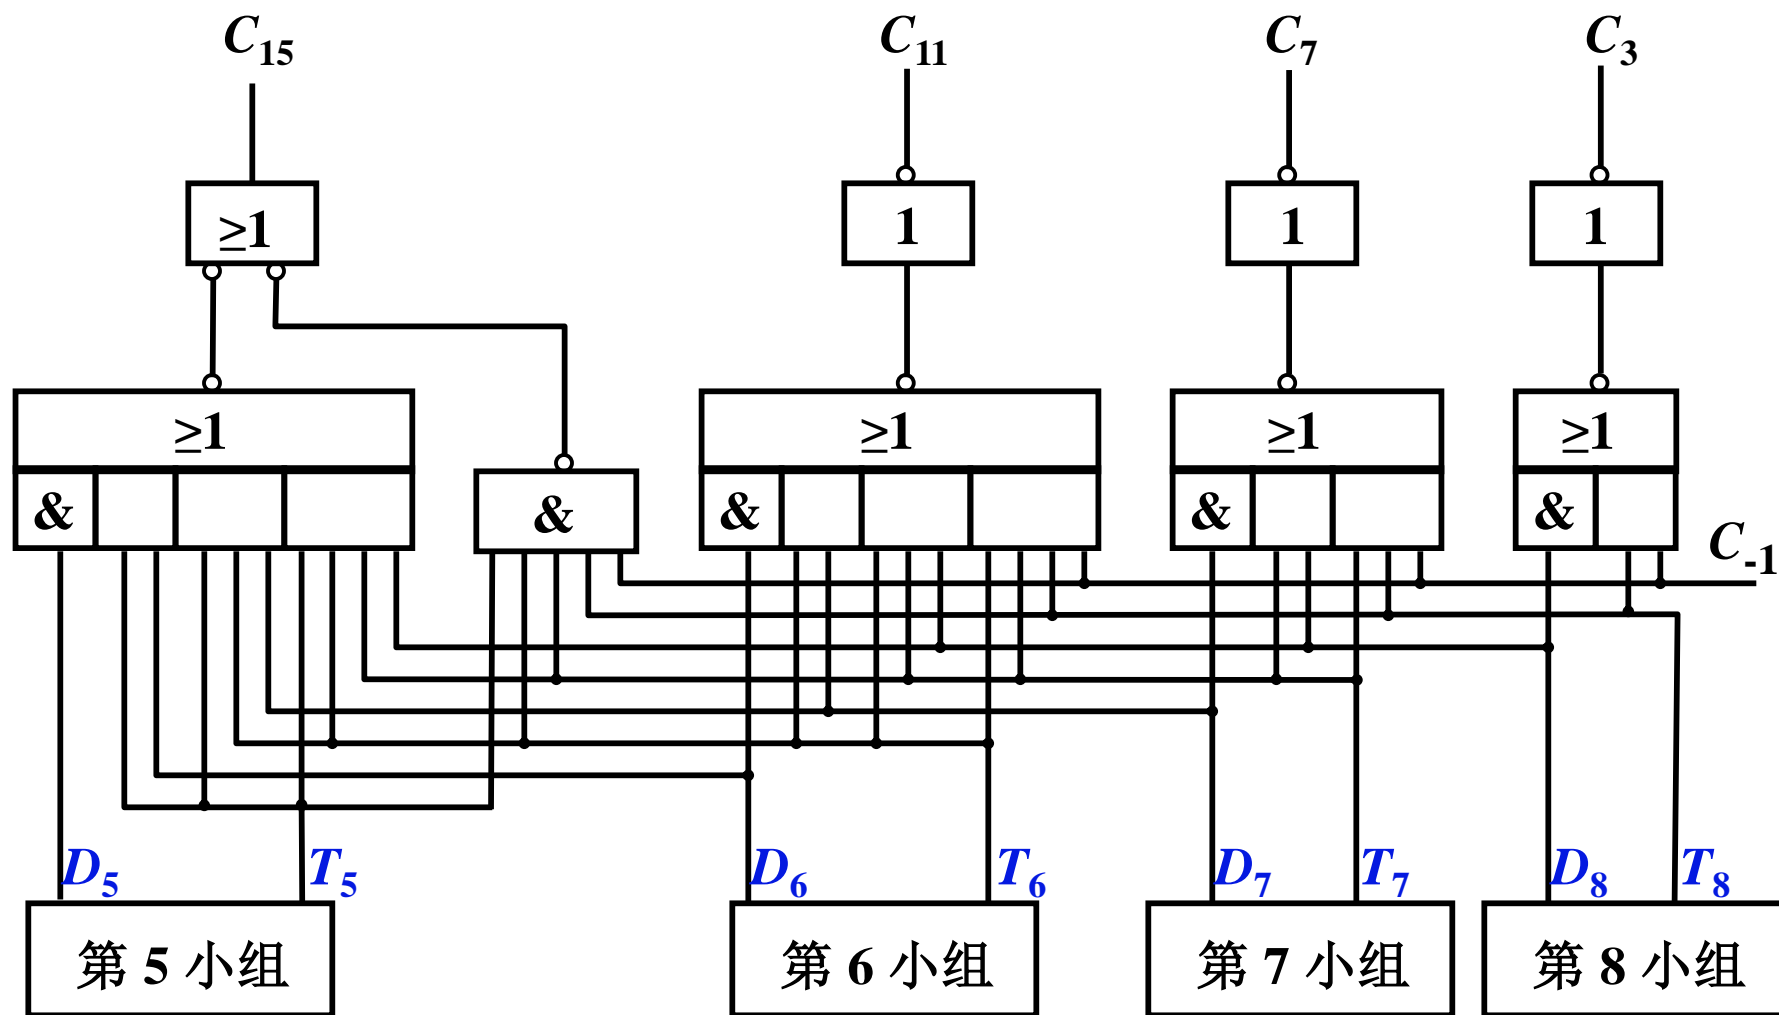 C15 C11 C7 C3
≥1 1 1 1
≥1 ≥1 ≥1 ≥1
& & & & &
C-1
D5 T5 D6 T6 D7 T7 D8 T8
第 5 小组 第 6 小组 第 7 小组 第 8 小组